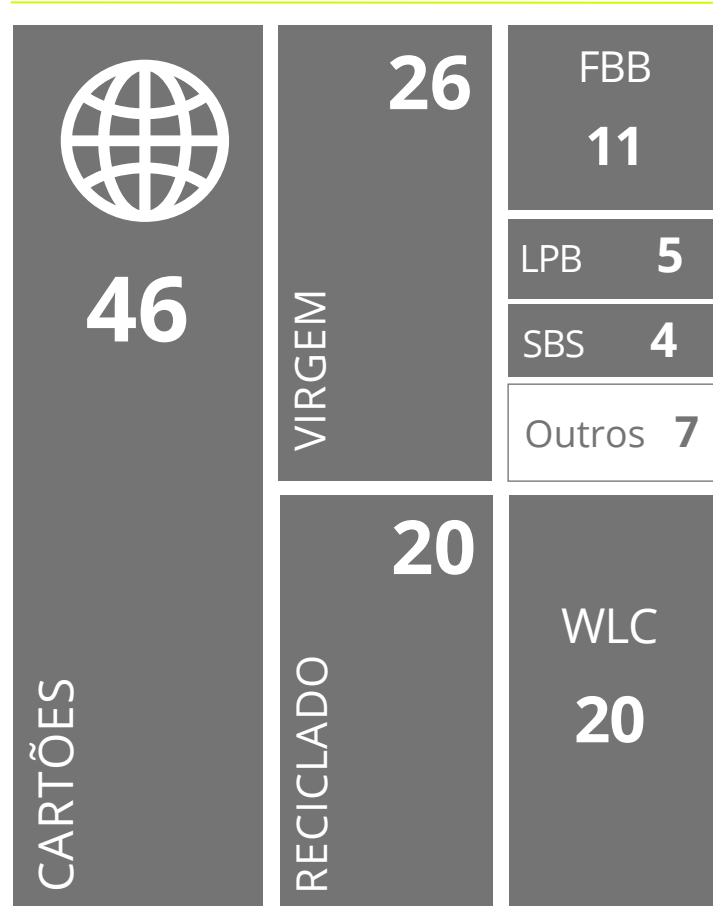 46
CARTÕES
26
VIRGEM
FBB
11
LPB 5
SBS 4
Outros 7
20
RECICLADO
WLC
20